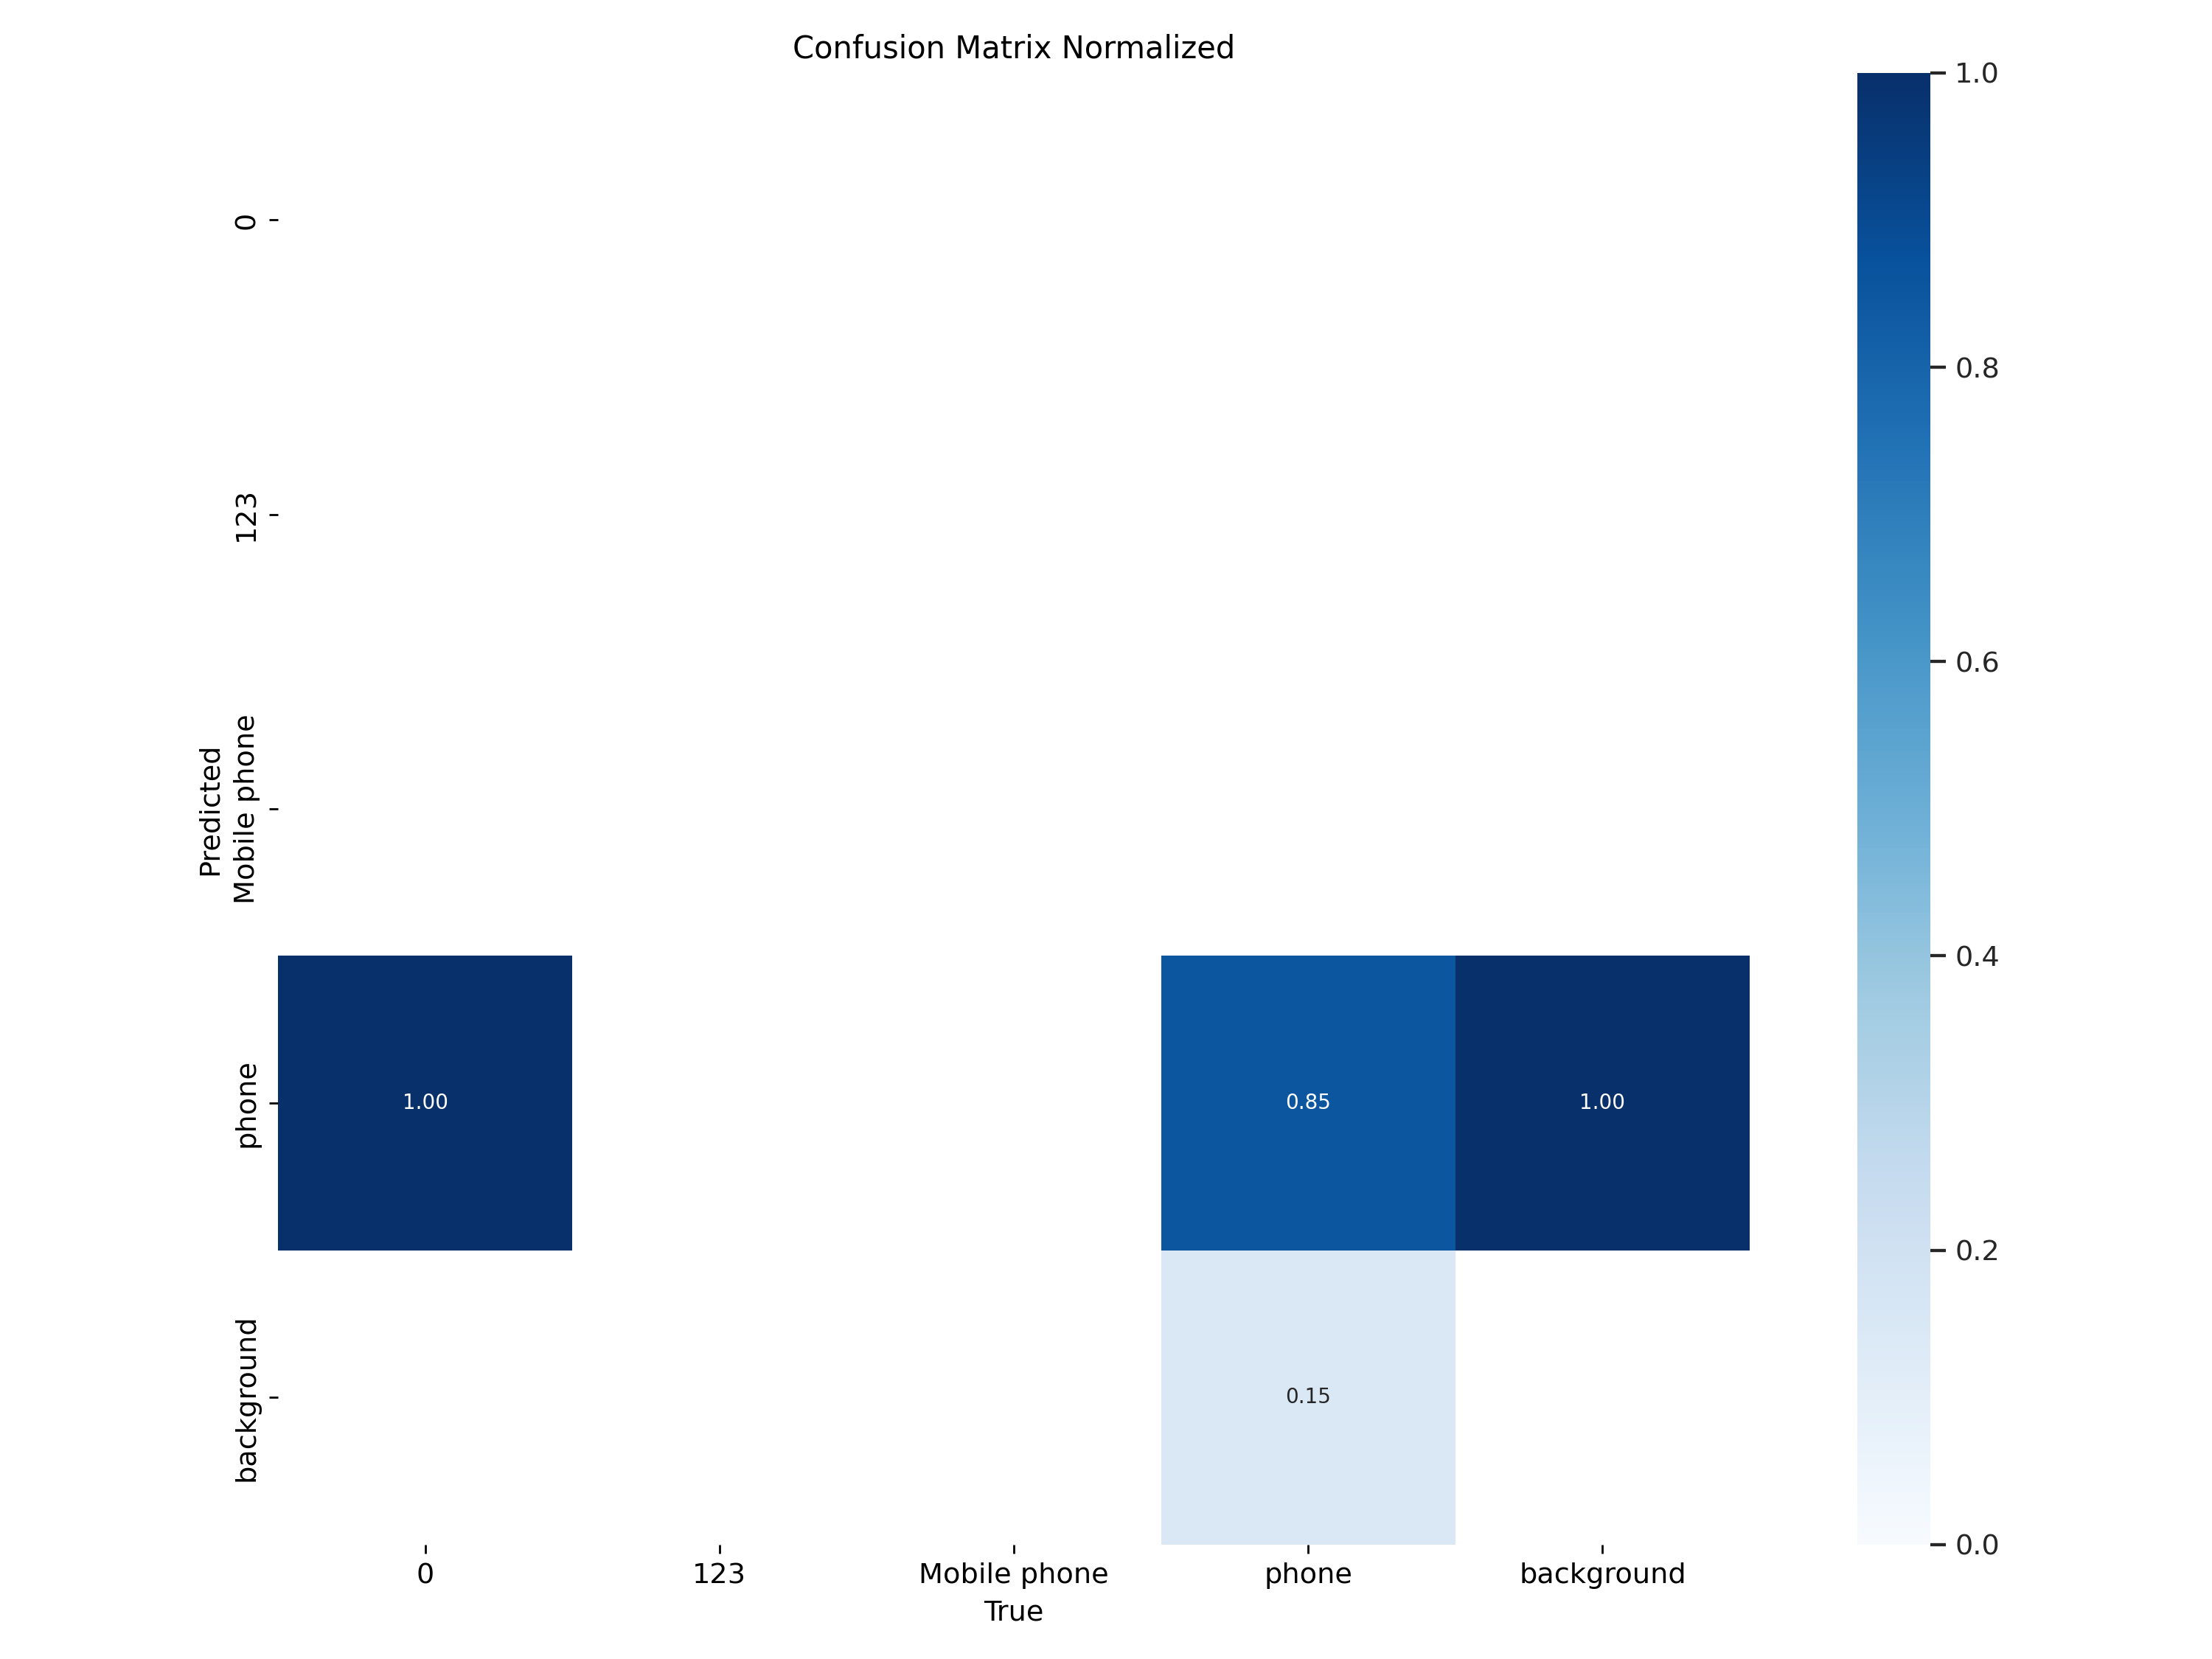 Confusion Matrix Normalized
1.0
0.8
0.6
0.4
0.2
0.0
Predicted
0
123
Mobile phone
phone
background
1.00
0.85
1.00
0.15
0
123
Mobile phone
phone
background
True